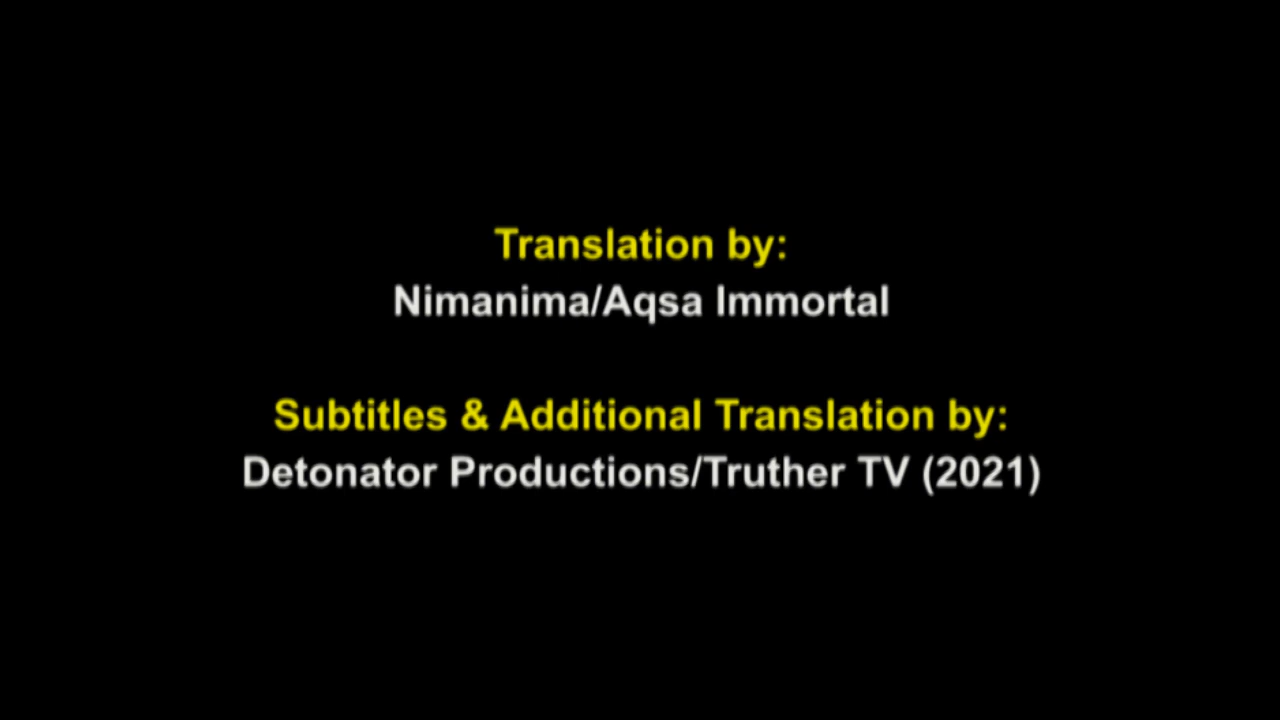 Translation by:
Nimanima/Aqsa Immortal
Subtitles & Additional Translation by:
Detonator Productions/Truther TV (2021)